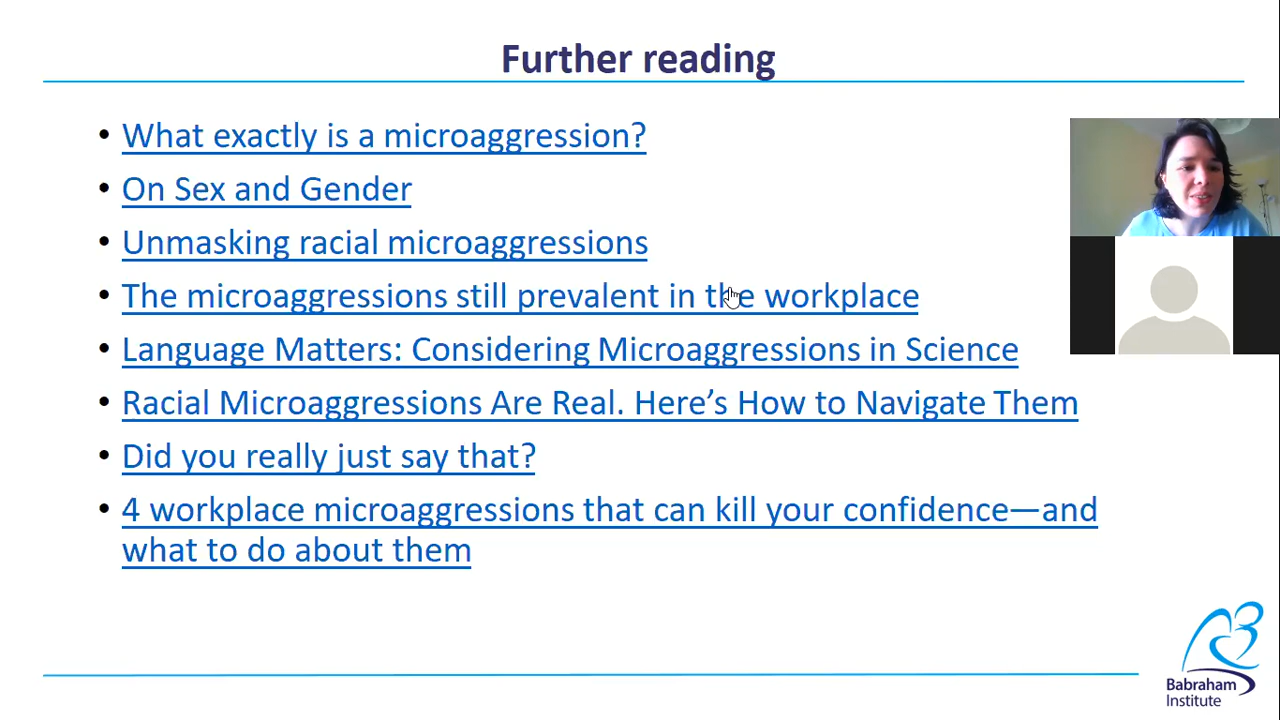 Further reading
• What exactly is a microaggression?
• On Sex and Gender
• Unmasking racial microaggressions
• The microaggressions still prevalent in the workplace
• Language Matters: Considering Microaggressions in Science
• Racial Microaggressions Are Real. Here’s How to Navigate Them
• Did you really just say that?
• 4 workplace microaggressions that can kill your confidence—and
what to do about them
Babraham
Institute